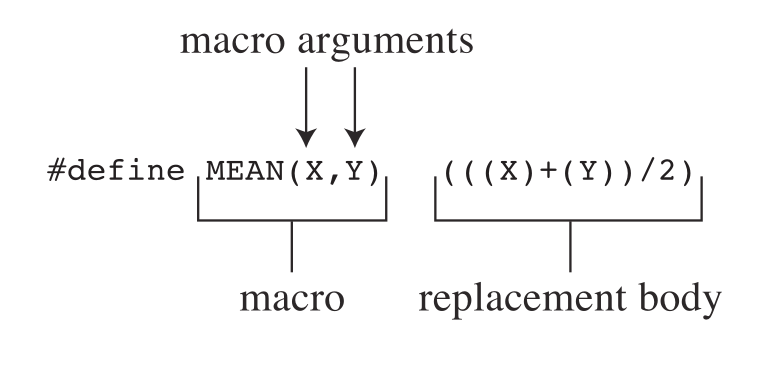 macro arguments
#define MEAN(X,Y) (((X)+(Y))/2)
macro replacement body